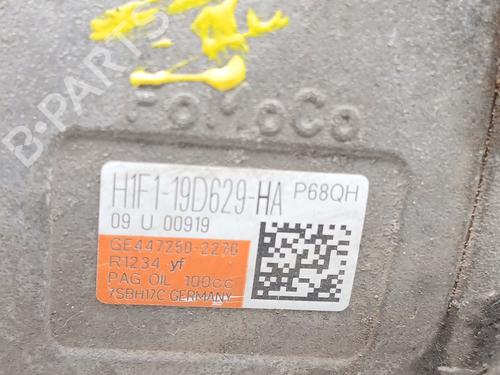 B-Parts
FoMoCo
H1F1-19D629-HA P68QH
09 U 00919
GE447250-2270
R1234 yf
PAG OIL 100cc
7SBH17C GERMANY